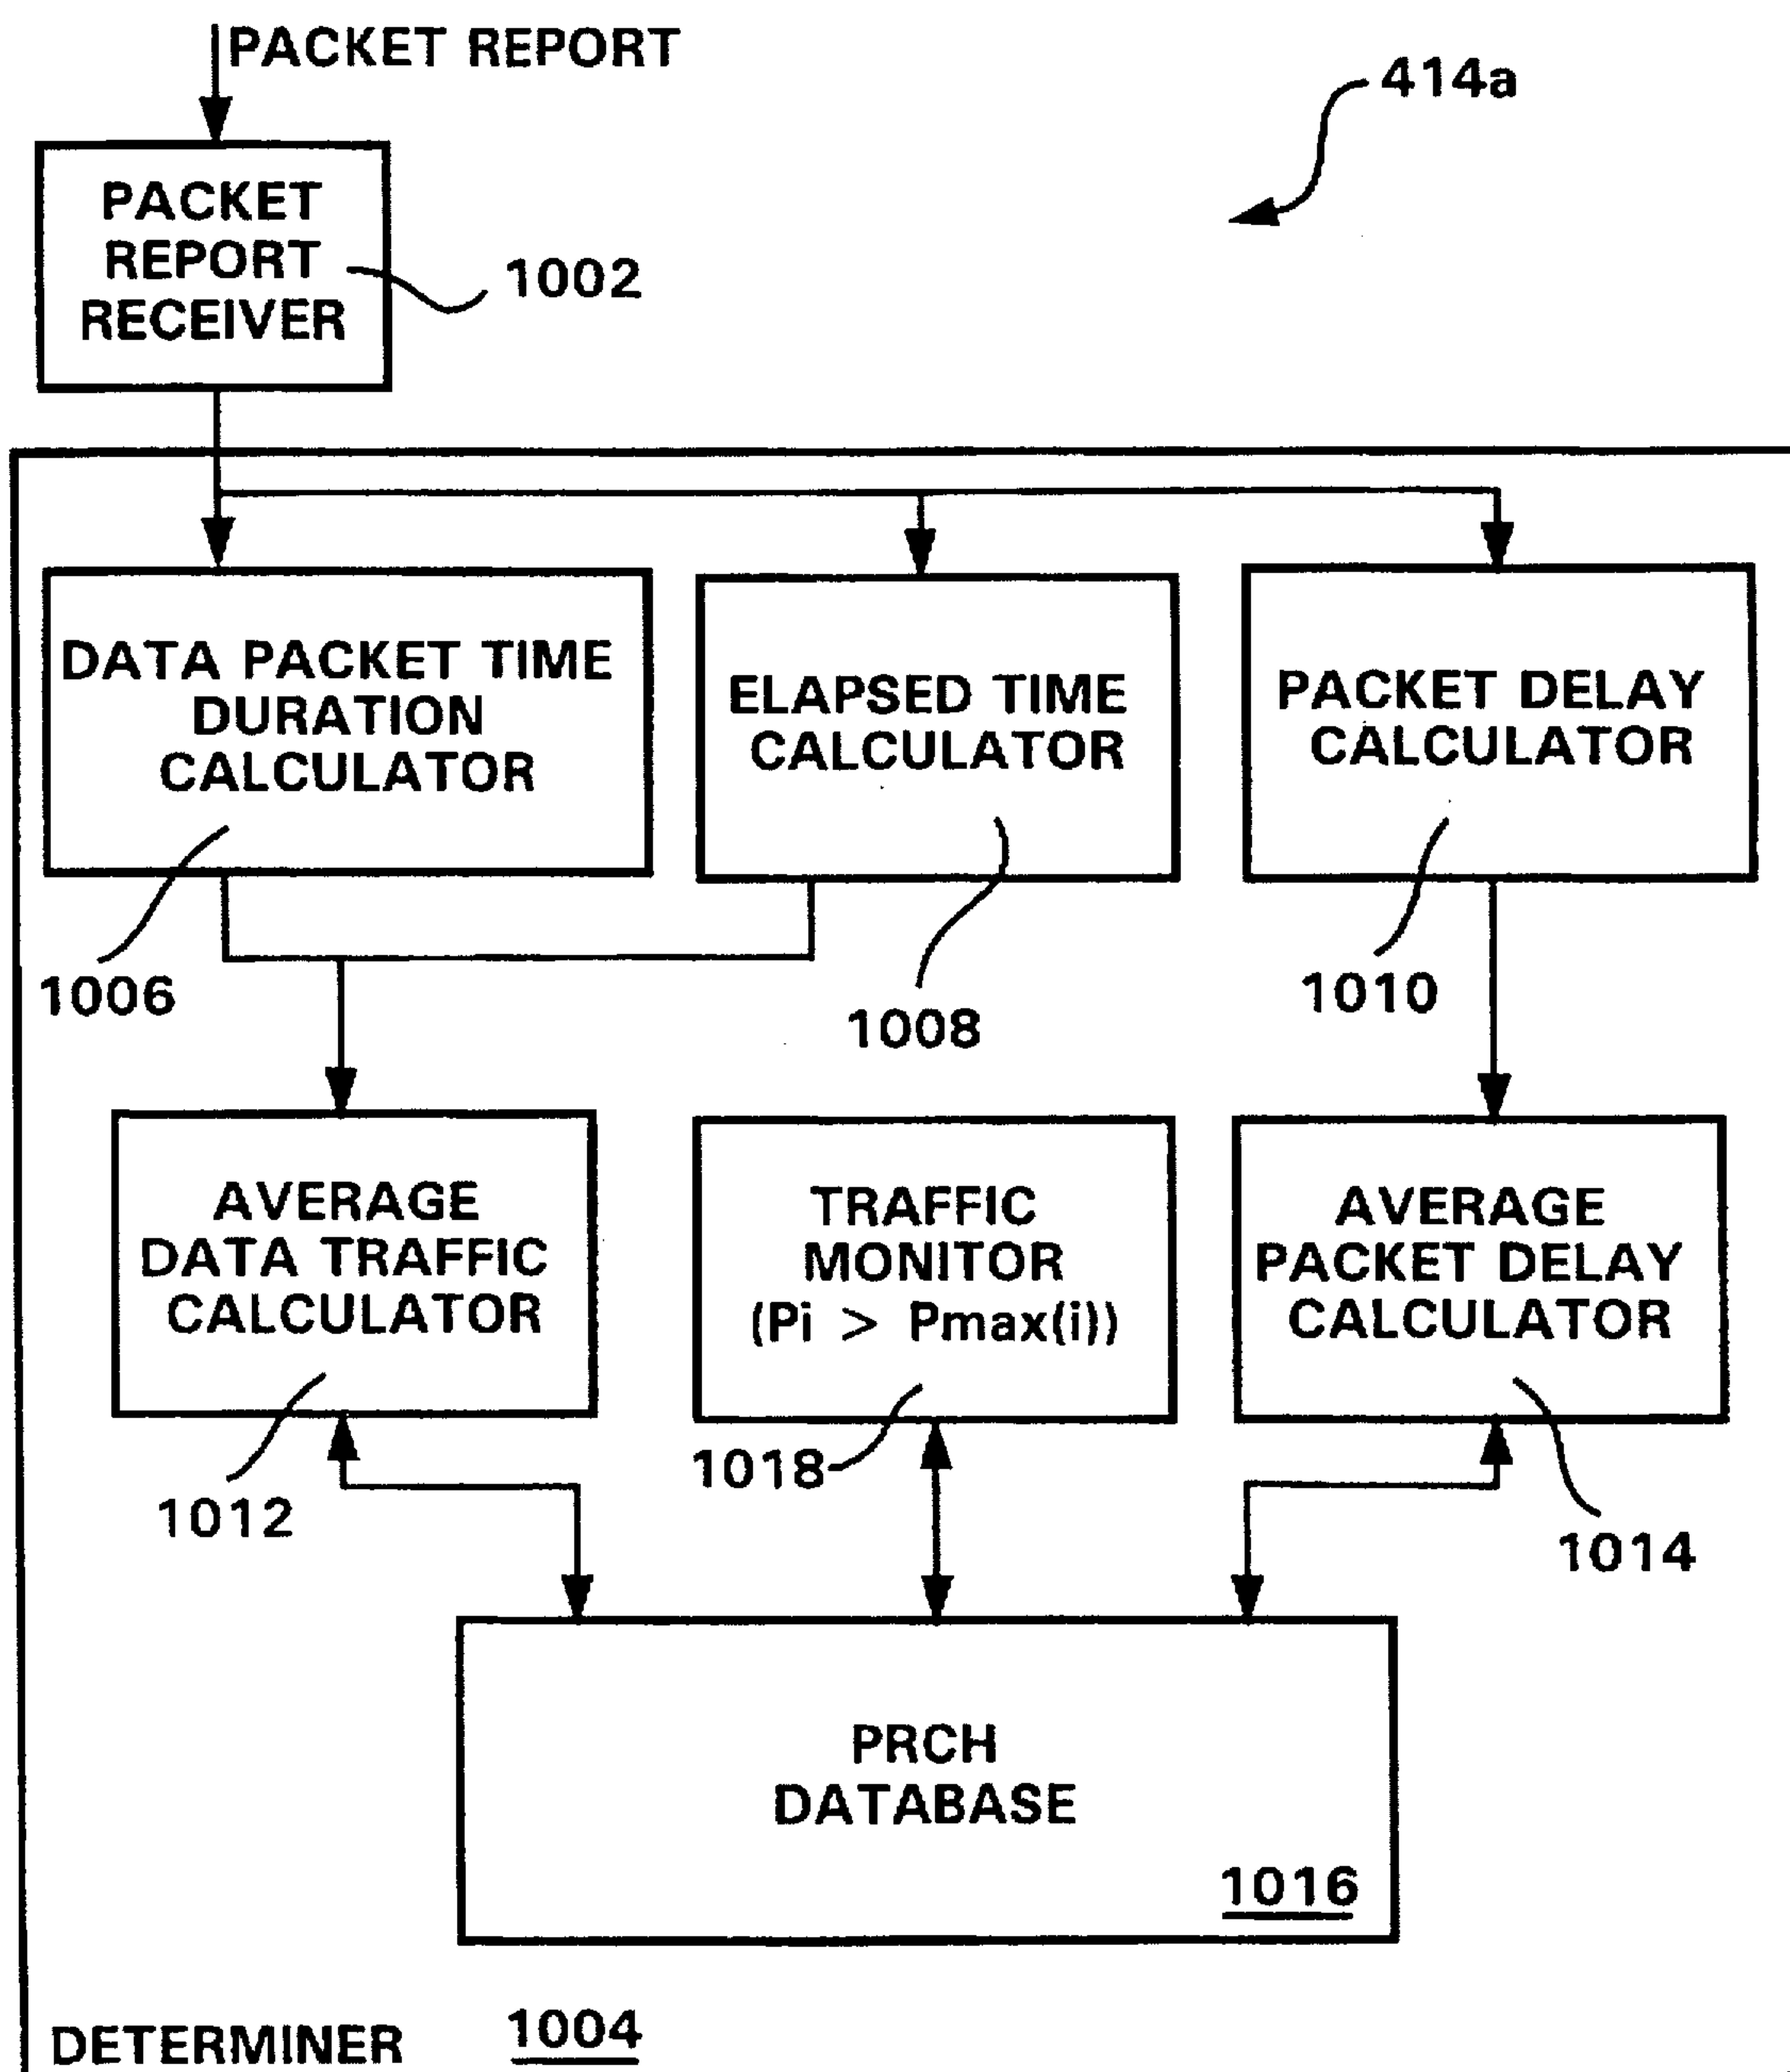 PACKET REPORT
414a
PACKET
REPORT
RECEIVER
1002
DATA PACKET TIME
DURATION
CALCULATOR
ELAPSED TIME
CALCULATOR
PACKET DELAY
CALCULATOR
1006
1008
1010
AVERAGE
DATA TRAFFIC
CALCULATOR
TRAFFIC
MONITOR
(Pi > Pmax(i))
AVERAGE
PACKET DELAY
CALCULATOR
1012
1018
1014
PRCH
DATABASE
1016
DETERMINER 1004